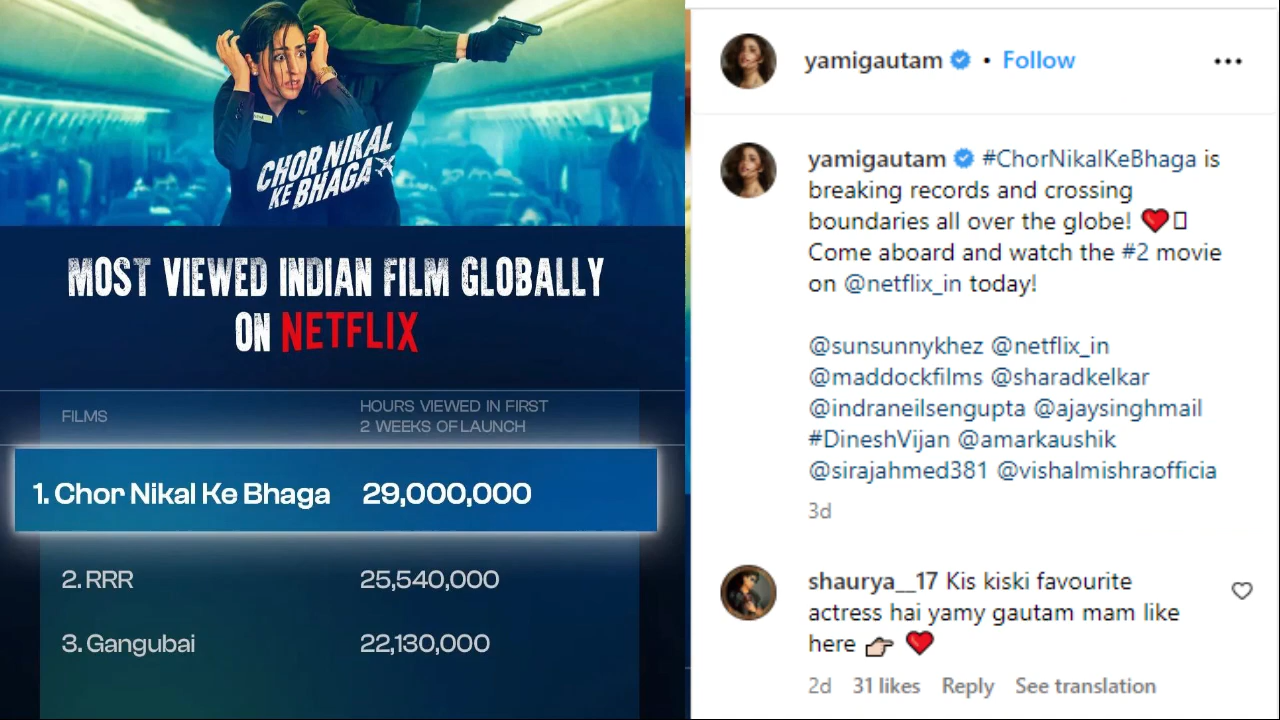 CHOR NIKAL
KE BHAGA
MOST VIEWED INDIAN FILM GLOBALLY
ON NETFLIX
FILMS
HOURS VIEWED IN FIRST
2 WEEKS OF LAUNCH
1. Chor Nikal Ke Bhaga 29,000,000
2. RRR 25,540,000
3. Gangubai 22,130,000
yamigautam • Follow
yamigautam #ChorNikalKeBhaga is
breaking records and crossing
boundaries all over the globe! ❤️
Come aboard and watch the #2 movie
on @netflix_in today!
@sunsunnykhez @netflix_in
@maddockfilms @sharadkelkar
@indraneilsengupta @ajaysinghmail
#DineshVijan @amarkaushik
@sirajahmed381 @vishalmishraofficia
3d
shaurya__17 Kis kiski favourite
actress hai yamy gautam mam like
here 👉 ❤️
2d 31 likes Reply See translation